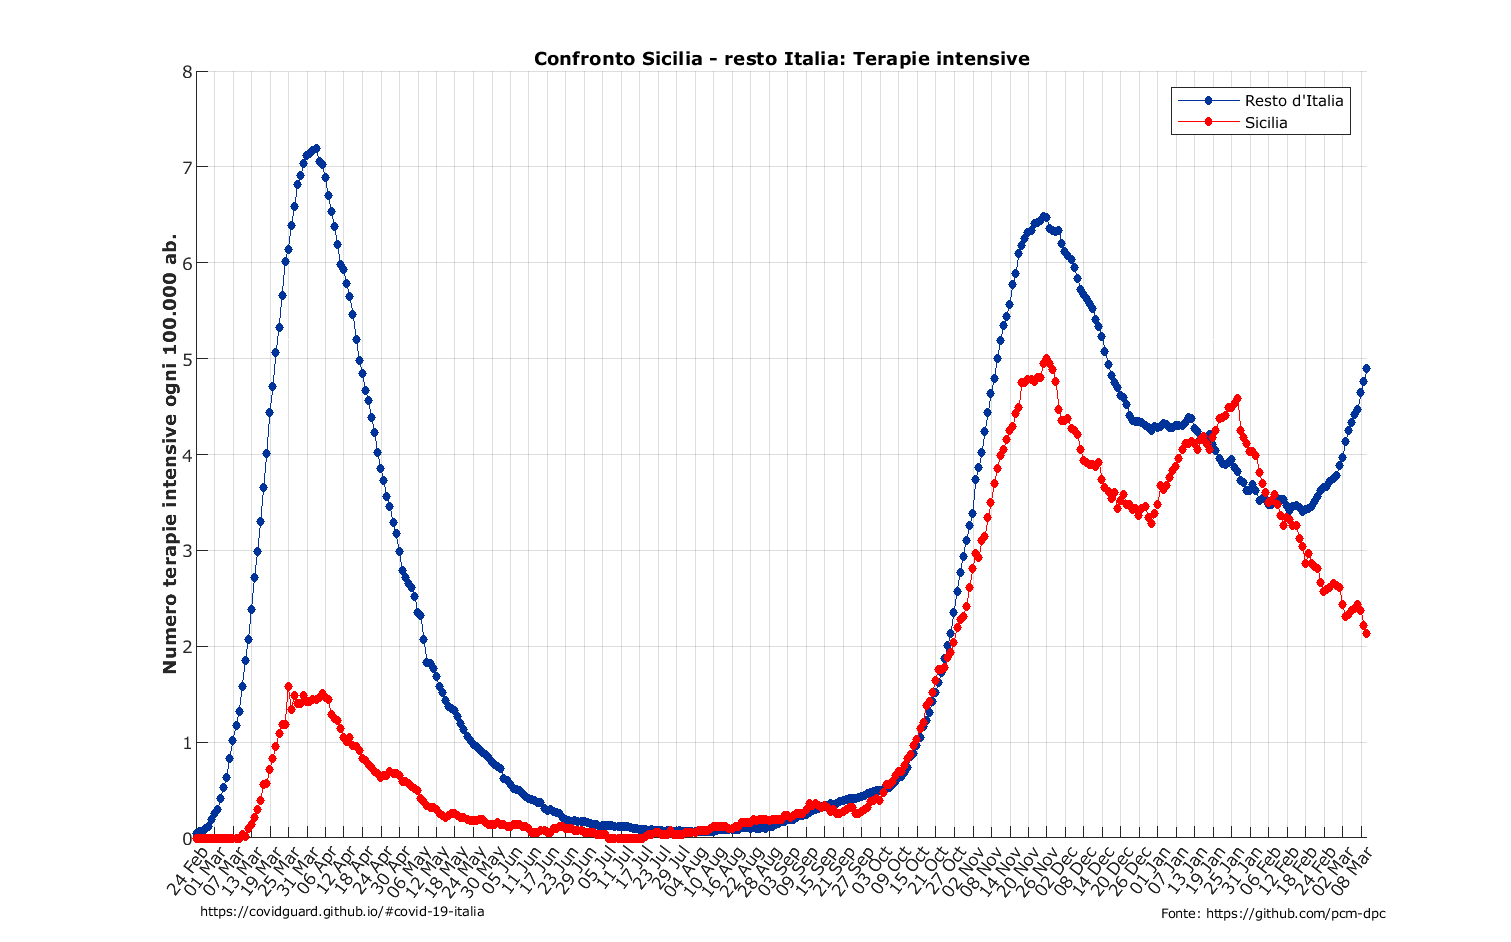 Confronto Sicilia - resto Italia: Terapie intensive
Resto d'Italia
Sicilia
Numero terapie intensive ogni 100.000 ab.
8
7
6
5
4
3
2
1
0
24 Feb
01 Mar
07 Mar
13 Mar
19 Mar
25 Mar
31 Mar
06 Apr
12 Apr
18 Apr
24 Apr
30 Apr
06 May
12 May
18 May
24 May
30 May
05 Jun
11 Jun
17 Jun
23 Jun
29 Jun
05 Jul
11 Jul
17 Jul
23 Jul
29 Jul
04 Aug
10 Aug
16 Aug
22 Aug
28 Aug
03 Sep
09 Sep
15 Sep
21 Sep
27 Sep
03 Oct
09 Oct
15 Oct
21 Oct
27 Oct
02 Nov
08 Nov
14 Nov
20 Nov
26 Nov
02 Dec
08 Dec
14 Dec
20 Dec
26 Dec
01 Jan
07 Jan
13 Jan
19 Jan
25 Jan
31 Jan
06 Feb
12 Feb
18 Feb
24 Feb
02 Mar
08 Mar
https://covidguard.github.io/#covid-19-italia
Fonte: https://github.com/pcm-dpc